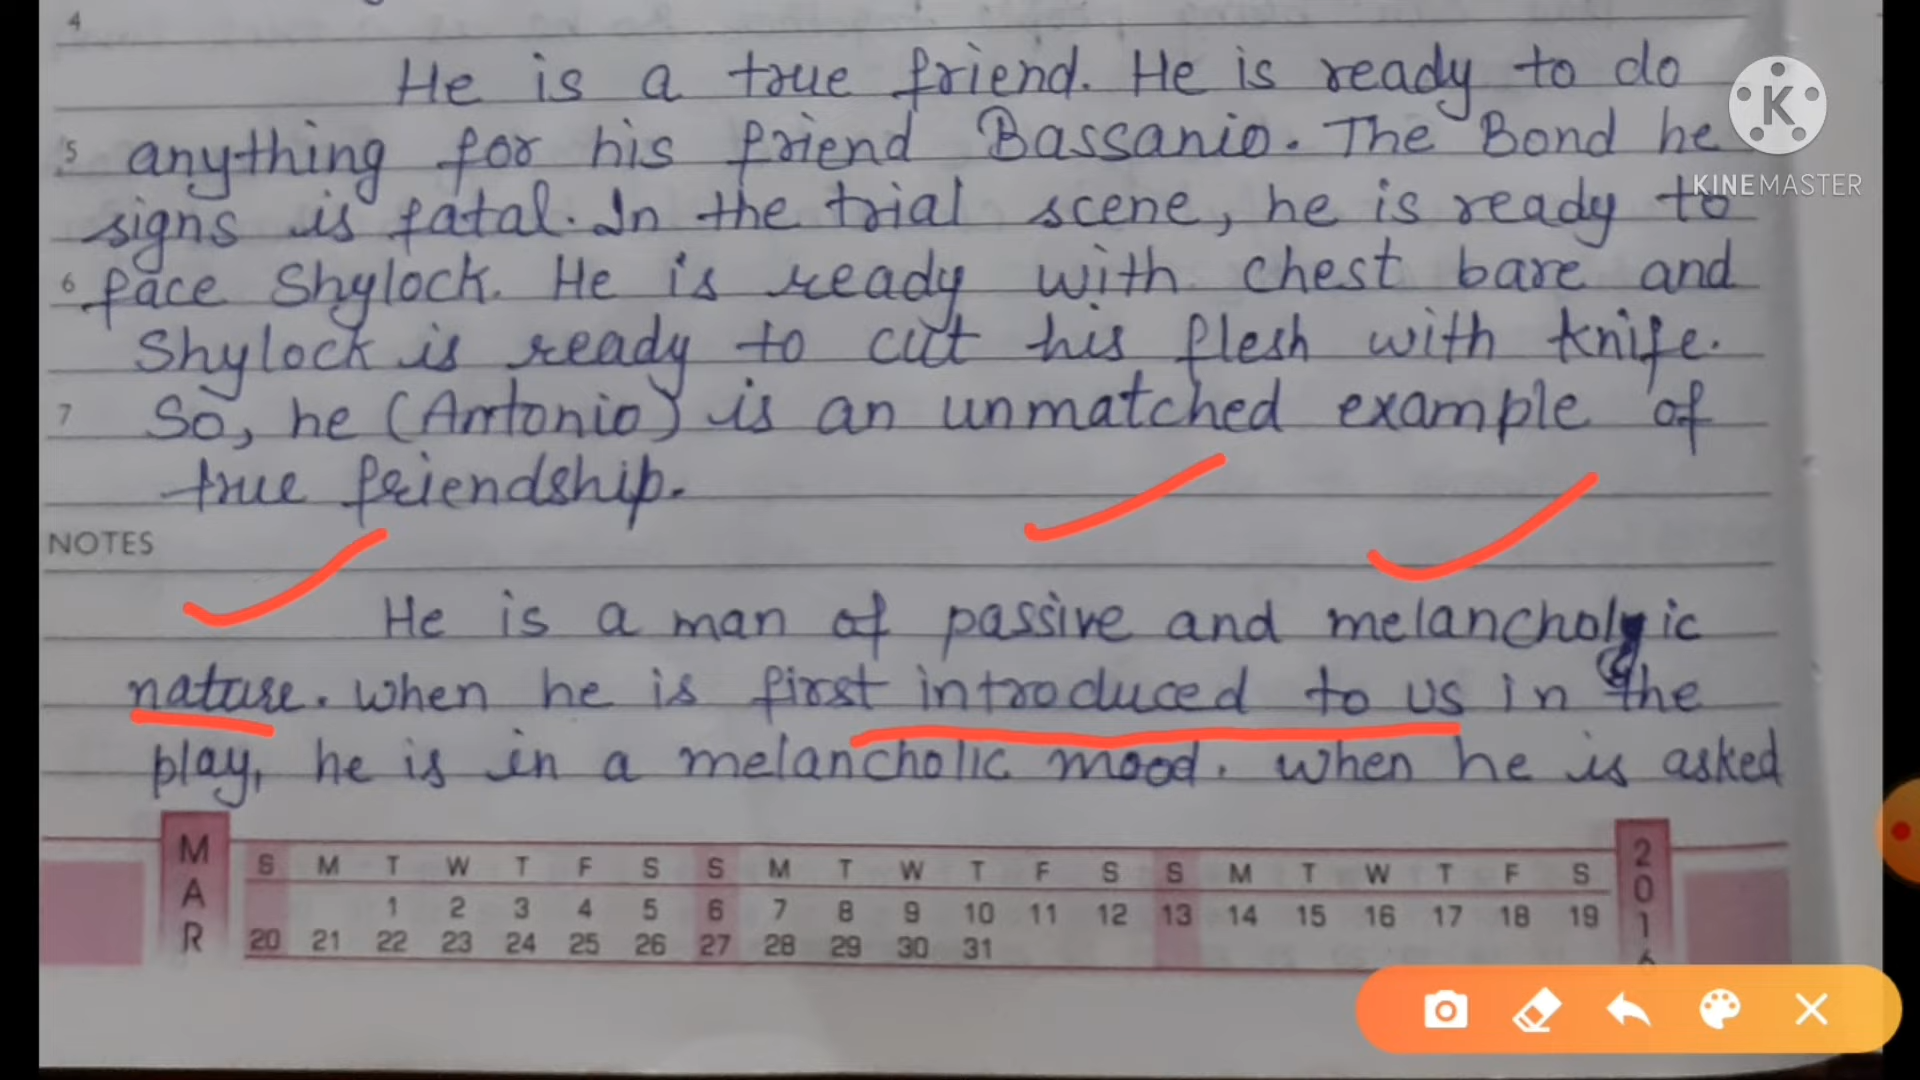 4
He is a true friend. He is ready to do
5 anything for his friend Bassanio. The Bond he
signs is fatal. In the trial scene, he is ready to
6 face Shylock. He is ready with chest bare and
Shylock is ready to cut his flesh with knife.
7 So, he (Antonio) is an unmatched example of
true friendship.
NOTES
He is a man of passive and melancholic
nature. When he is first introduced to us in the
play, he is in a melancholic mood. When he is asked
MAR
S M T W T F S S M T W T F S S M T W T F S
1 2 3 4 5 6 7 8 9 10 11 12 13 14 15 16 17 18 19
20 21 22 23 24 25 26 27 28 29 30 31
2016
K
KINEMASTER